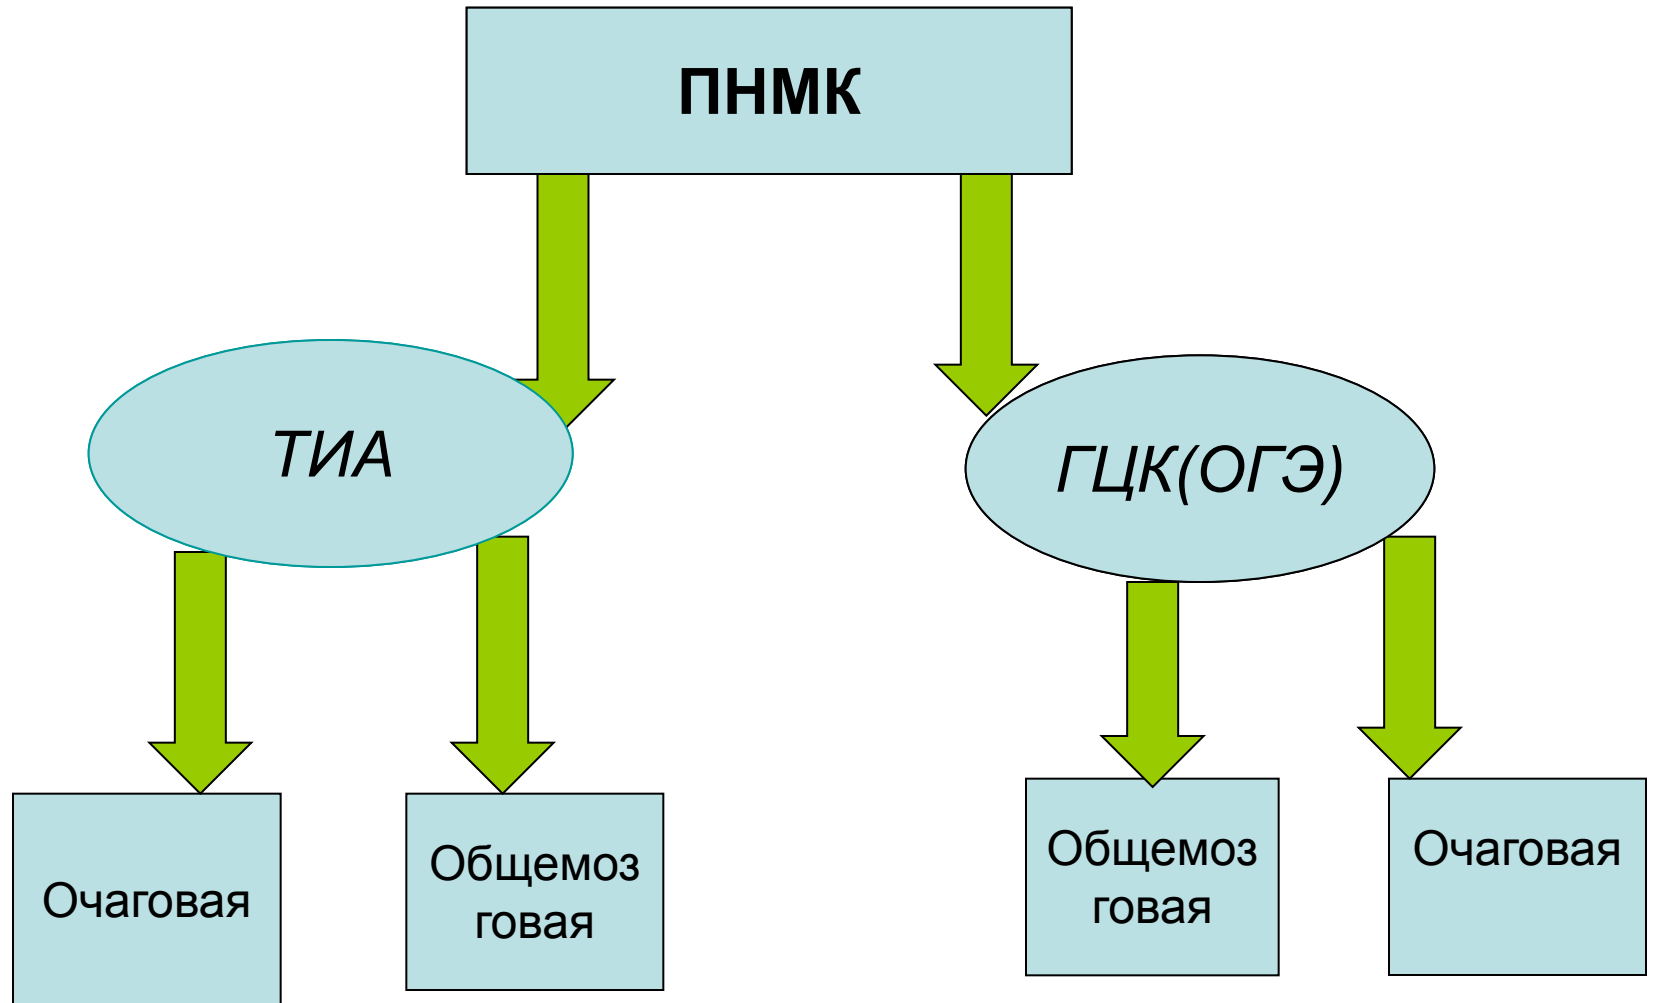 ПНМК
ТИА
ГЦК(ОГЭ)
Очаговая
Общемоз
говая
Общемоз
говая
Очаговая